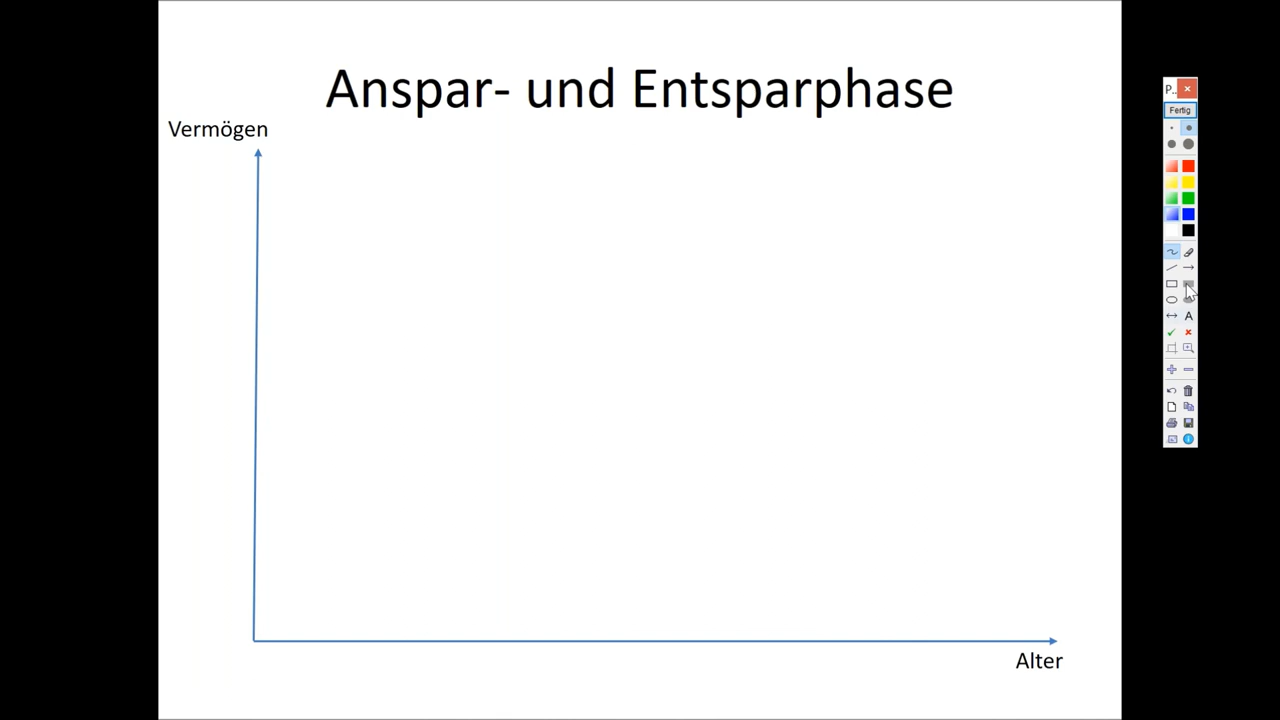 Anspar- und Entsparphase
Vermögen
Alter
P...
Fertig
A